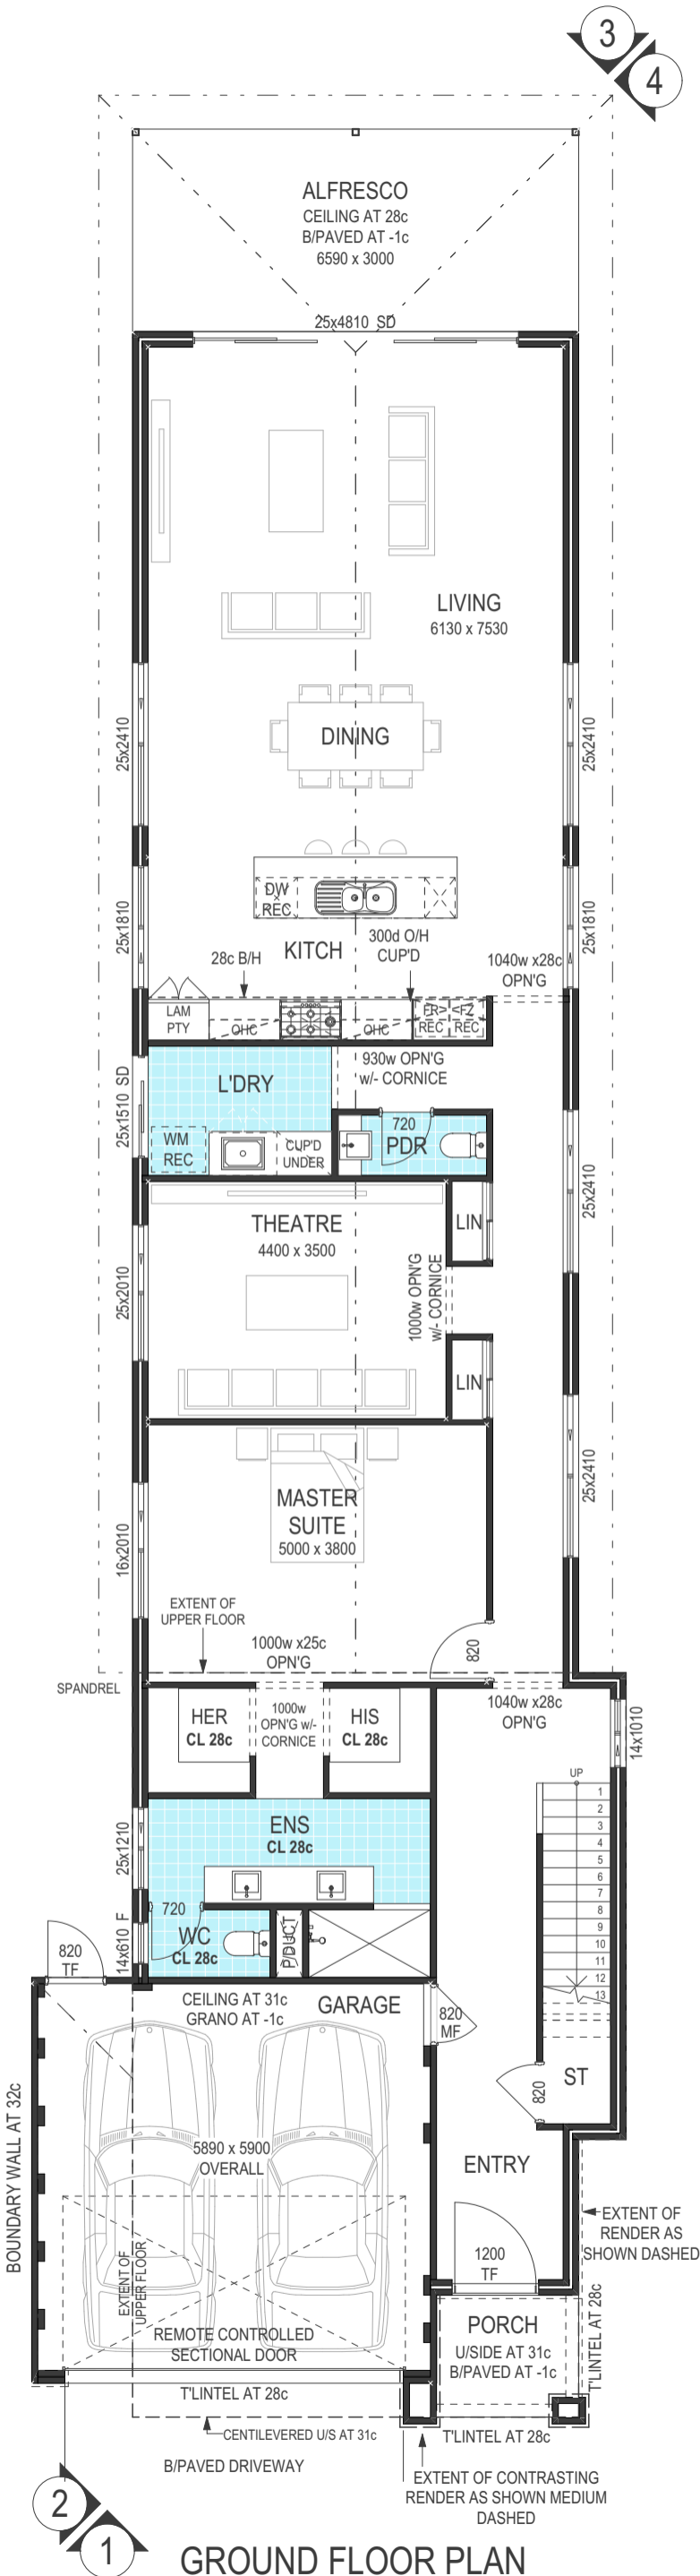 3
4
ALFRESCO
CEILING AT 28c
B/PAVED AT -1c
6590 x 3000
25x4810 SD
LIVING
6130 x 7530
25x2410
25x2410
DINING
DW
REC
25x1810
25x1810
KITCH
300d O/H
CUP'D
28c B/H
1040w x28c
OPN'G
LAM
PTY
OHC
OHC
FR> <FZ
REC REC
930w OPN'G
w/- CORNICE
25x1510 SD
L'DRY
WM
REC
CUP'D
UNDER
720
PDR
25x2410
THEATRE
4400 x 3500
LIN
25x2010
1000w OPN'G
w/- CORNICE
LIN
25x2410
MASTER
SUITE
5000 x 3800
16x2010
EXTENT OF
UPPER FLOOR
1000w x25c
OPN'G
820
SPANDREL
HER
CL 28c
1000w
OPN'G w/-
CORNICE
HIS
CL 28c
1040w x28c
OPN'G
14x1010
UP
1
2
3
4
5
6
7
8
9
10
11
12
13
25x1210
ENS
CL 28c
720
WC
CL 28c
P/DUCT
14x610 F
820
TF
CEILING AT 31c
GRANO AT -1c
GARAGE
820
MF
820
ST
BOUNDARY WALL AT 32c
5890 x 5900
OVERALL
ENTRY
EXTENT OF
RENDER AS
SHOWN DASHED
1200
TF
EXTENT OF
UPPER FLOOR
REMOTE CONTROLLED
SECTIONAL DOOR
PORCH
U/SIDE AT 31c
B/PAVED AT -1c
T'LINTEL AT 28c
T'LINTEL AT 28c
CENTILEVERED U/S AT 31c
T'LINTEL AT 28c
B/PAVED DRIVEWAY
EXTENT OF CONTRASTING
RENDER AS SHOWN MEDIUM
DASHED
2
1
GROUND FLOOR PLAN